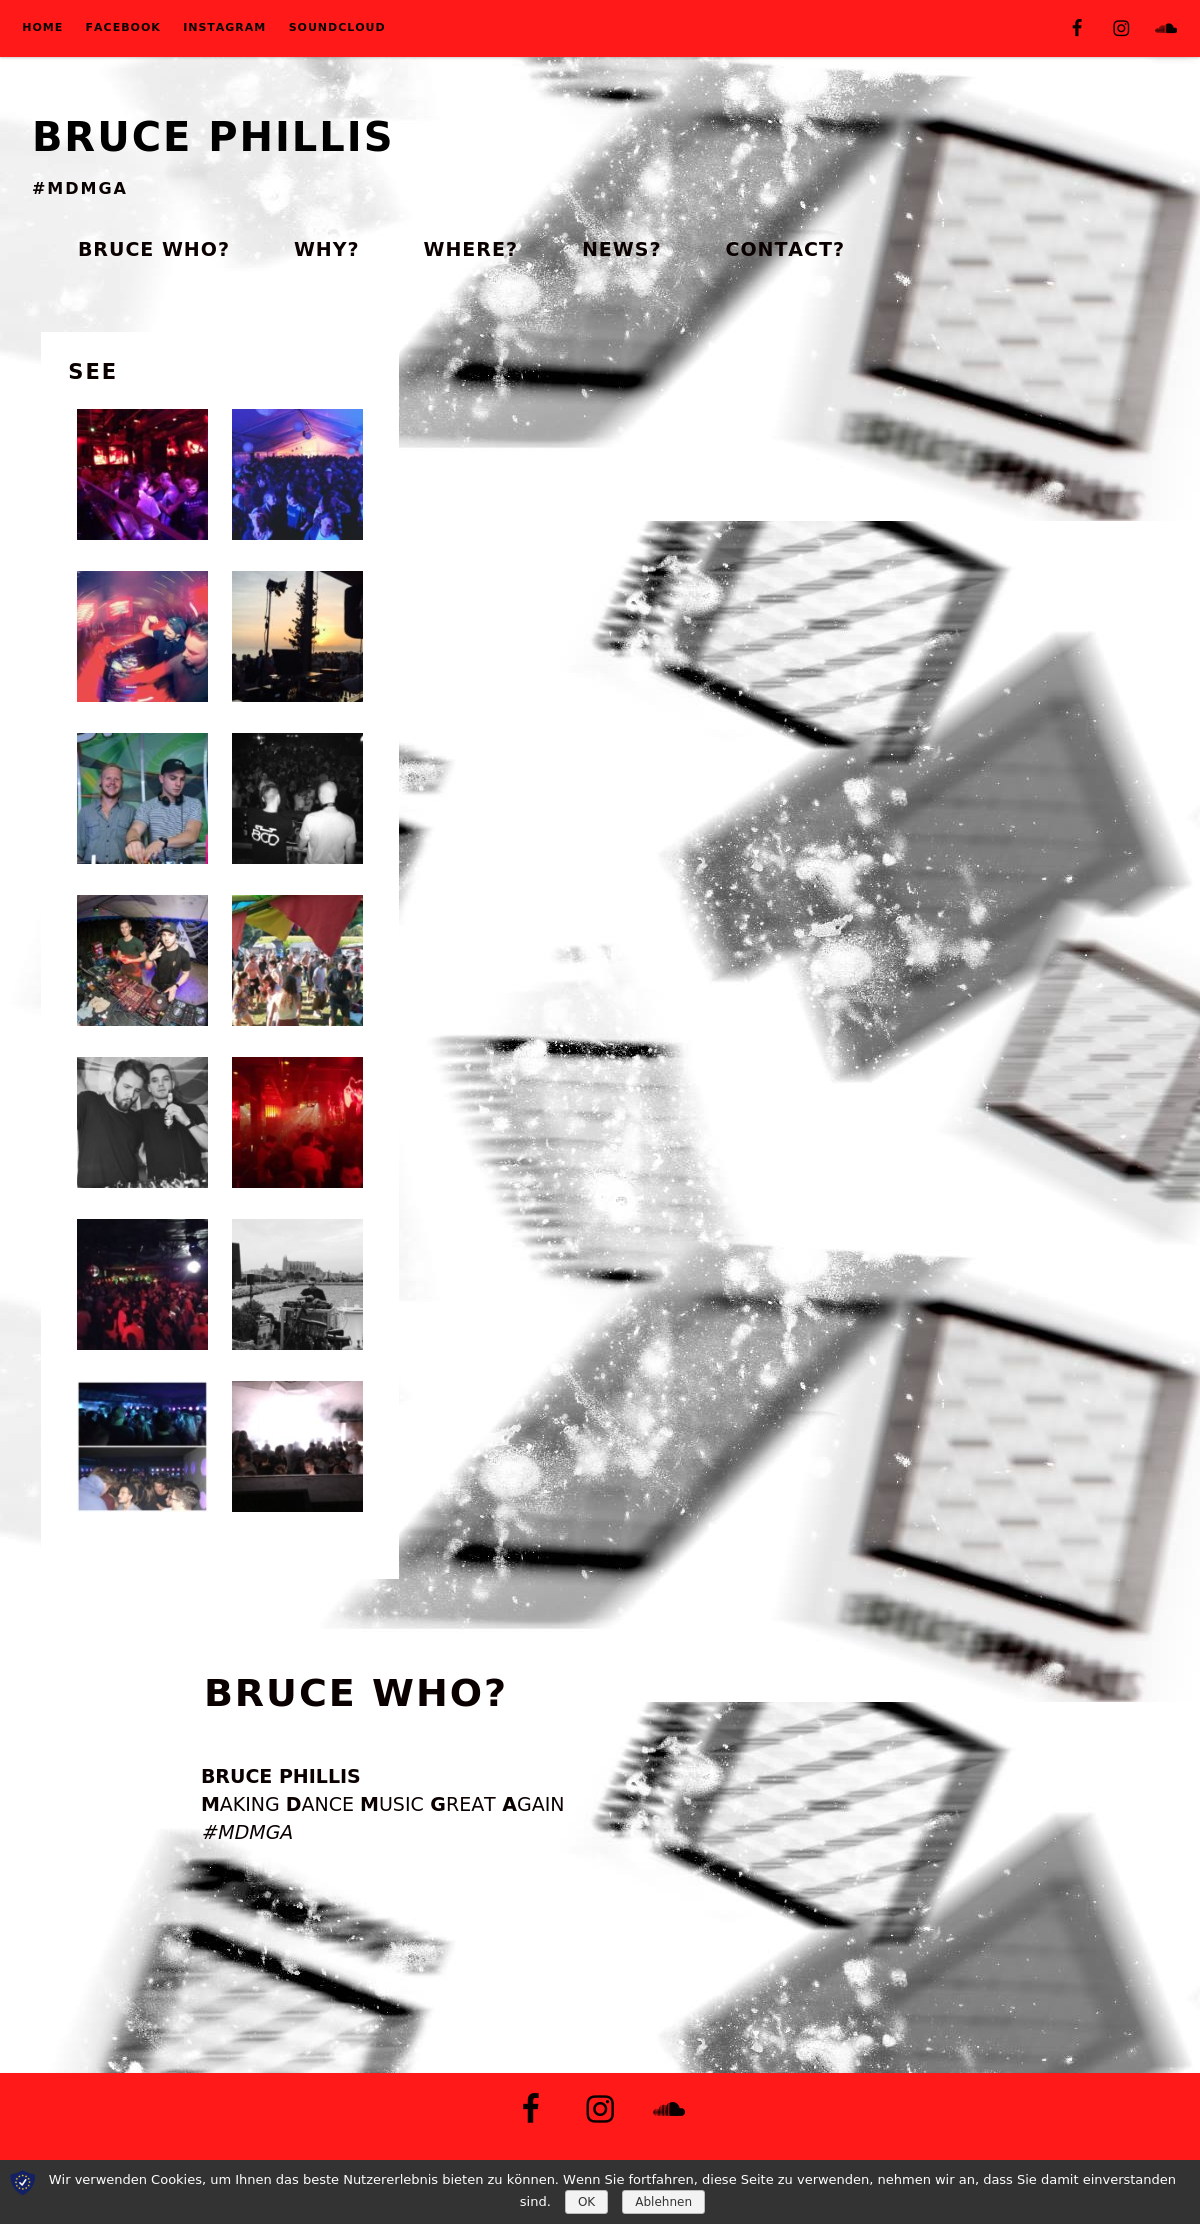 HOME FACEBOOK INSTAGRAM SOUNDCLOUD
BRUCE PHILLIS
#MDMGA
BRUCE WHO? WHY? WHERE? NEWS? CONTACT?
SEE
BRUCE WHO?
BRUCE PHILLIS
MAKING DANCE MUSIC GREAT AGAIN
#MDMGA
Wir verwenden Cookies, um Ihnen das beste Nutzererlebnis bieten zu können. Wenn Sie fortfahren, diese Seite zu verwenden, nehmen wir an, dass Sie damit einverstanden
sind. OK Ablehnen